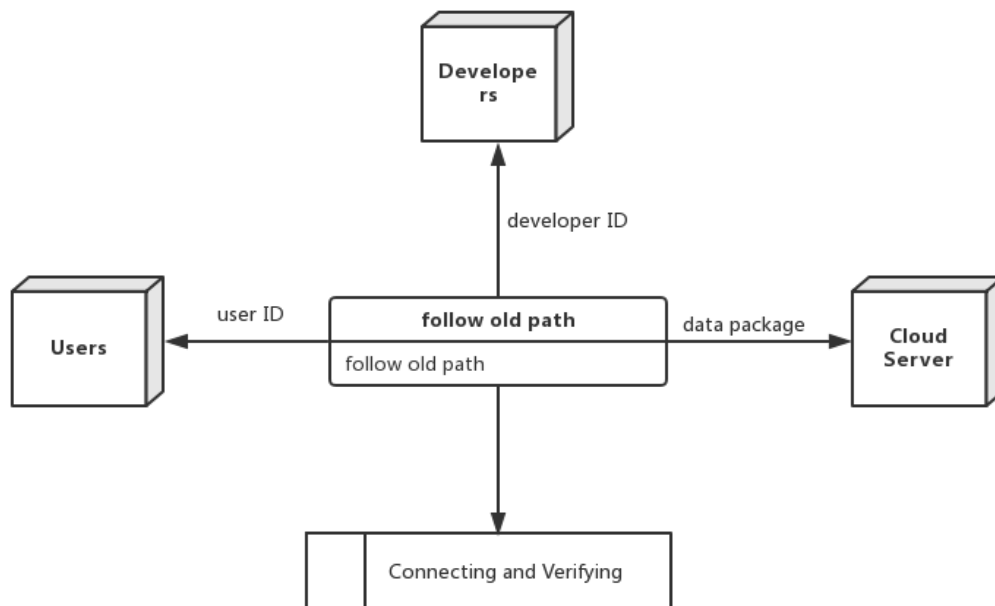 Develope
rs
developer ID
user ID
follow old path
data package
Users
follow old path
Cloud
Server
Connecting and Verifying